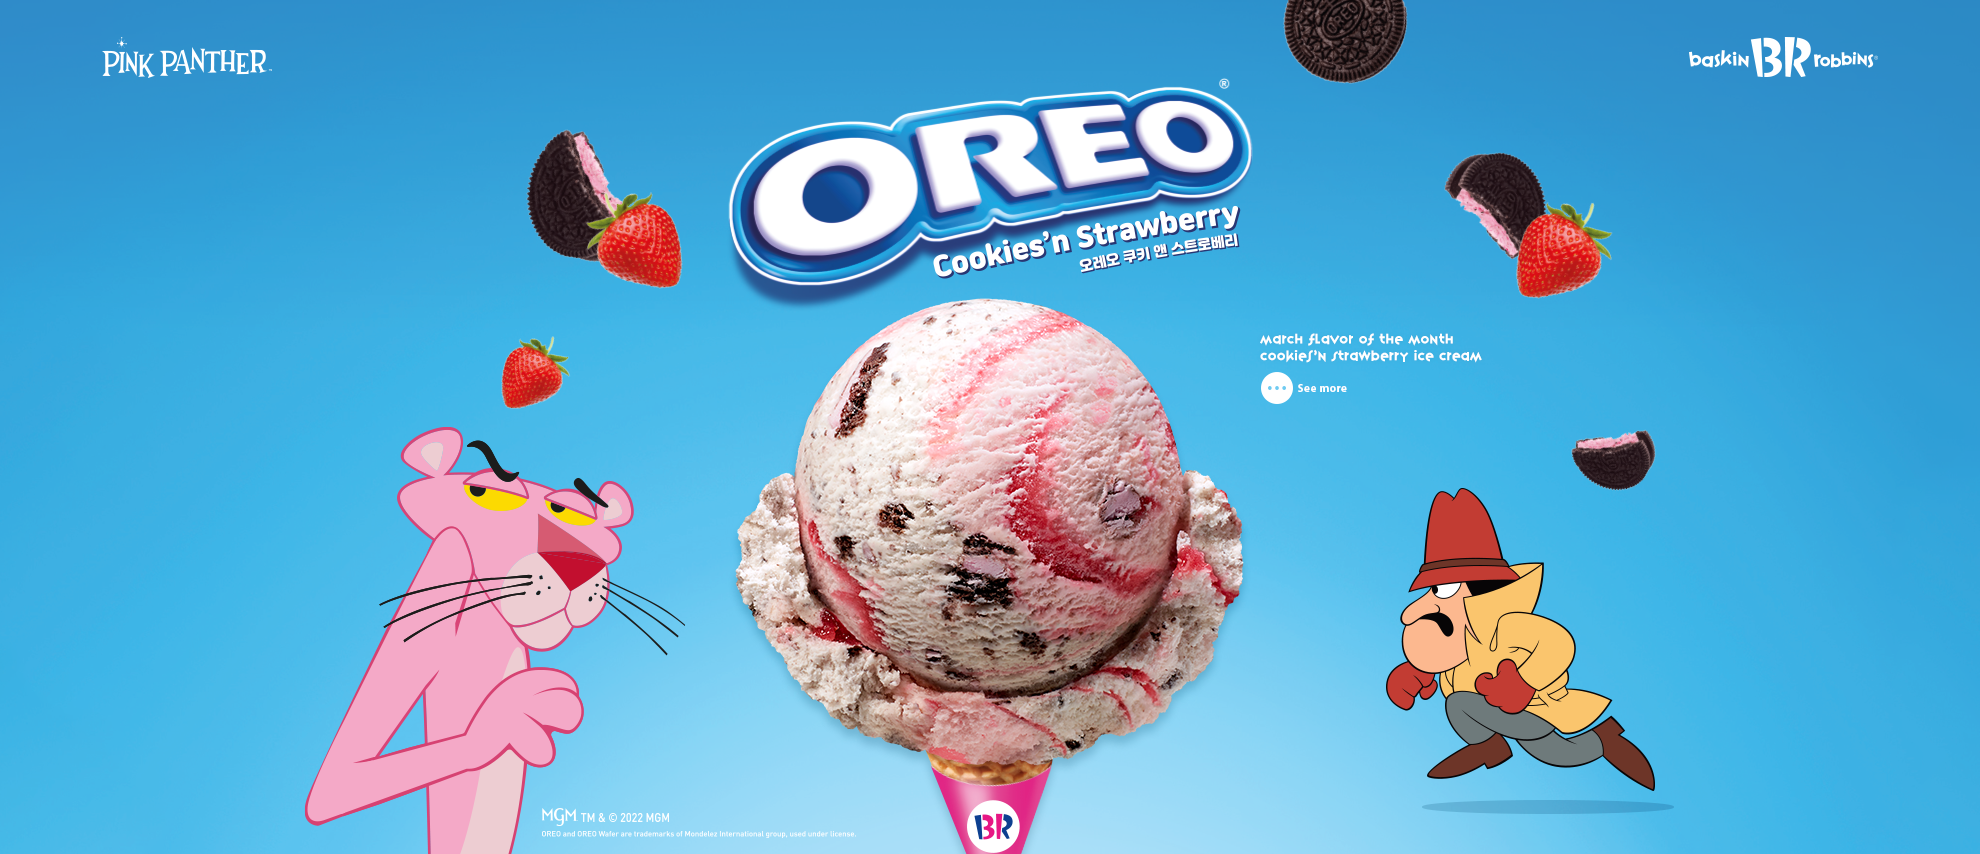 PINK PANTHER™
baskin BR robbins®
OREO
OREO®
Cookies'n Strawberry
오레오 쿠키 앤 스트로베리
March flavor of the month
cookies'n strawberry ice cream
See more
MGM TM & © 2022 MGM
OREO and OREO Wafer are trademarks of Mondelez International group, used under license.
BR